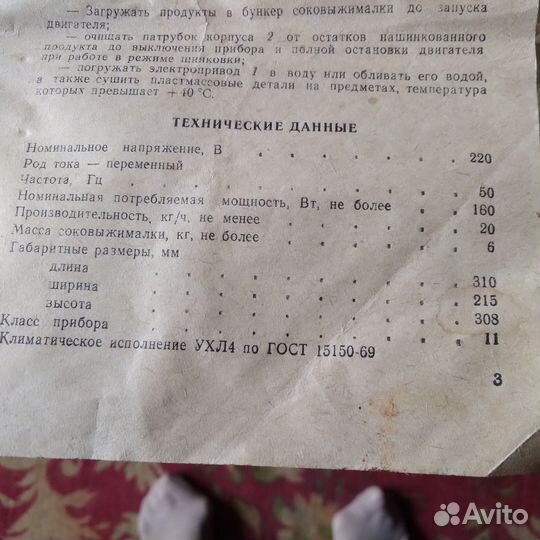 — Загружать продукты в бункер соковыжималки до запуска
двигателя;
— очищать патрубок корпуса 2 от остатков нашинкованного
продукта до выключения прибора и полной остановки двигателя
при работе в режиме шинковки;
— погружать электропривод 1 в воду или обливать его водой,
а также сушить пластмассовые детали на предметах, температура
которых превышает +40 °С.
ТЕХНИЧЕСКИЕ ДАННЫЕ
Номинальное напряжение, В . . . . . 220
Род тока — переменный
Частота, Гц . . . . . . . 50
Номинальная потребляемая мощность, Вт, не более . . 160
Производительность, кг/ч, не менее . . . . . 20
Масса соковыжималки, кг, не более . . . . . 6
Габаритные размеры, мм
длина . . . . . . . . 310
ширина . . . . . . . . 215
высота . . . . . . . . 308
Класс прибора . . . . . . . . II
Климатическое исполнение УХЛ4 по ГОСТ 15150-69
3
Avito